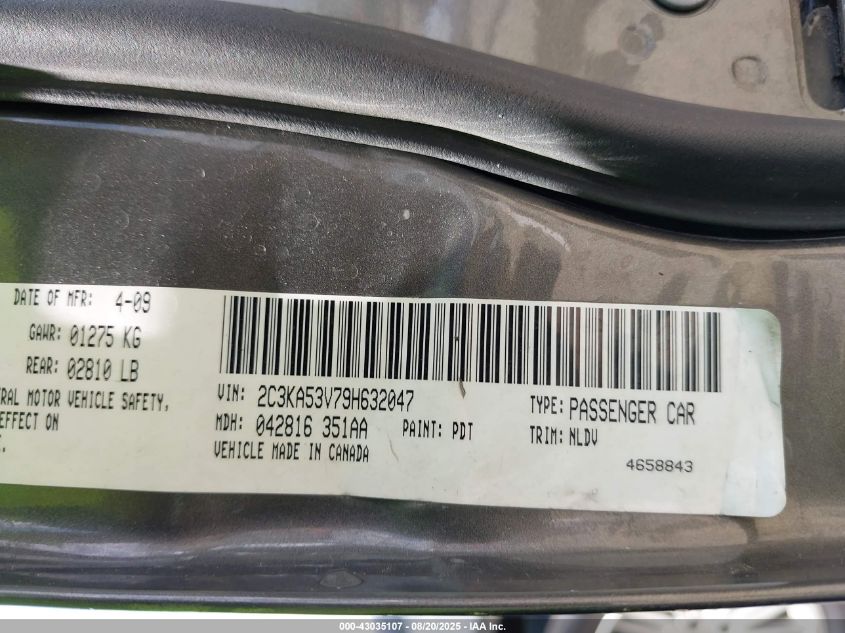 DATE OF MFR: 4-09
GAWR: 01275 KG
REAR: 02810 LB
RAL MOTOR VEHICLE SAFETY,
EFFECT ON
VIN: 2C3KA53V79H632047
TYPE: PASSENGER CAR
MDH: 042816 351AA PAINT: PDT
TRIM: NLDV
VEHICLE MADE IN CANADA
4658843
000-43035107 - 08/20/2025 - IAA Inc.